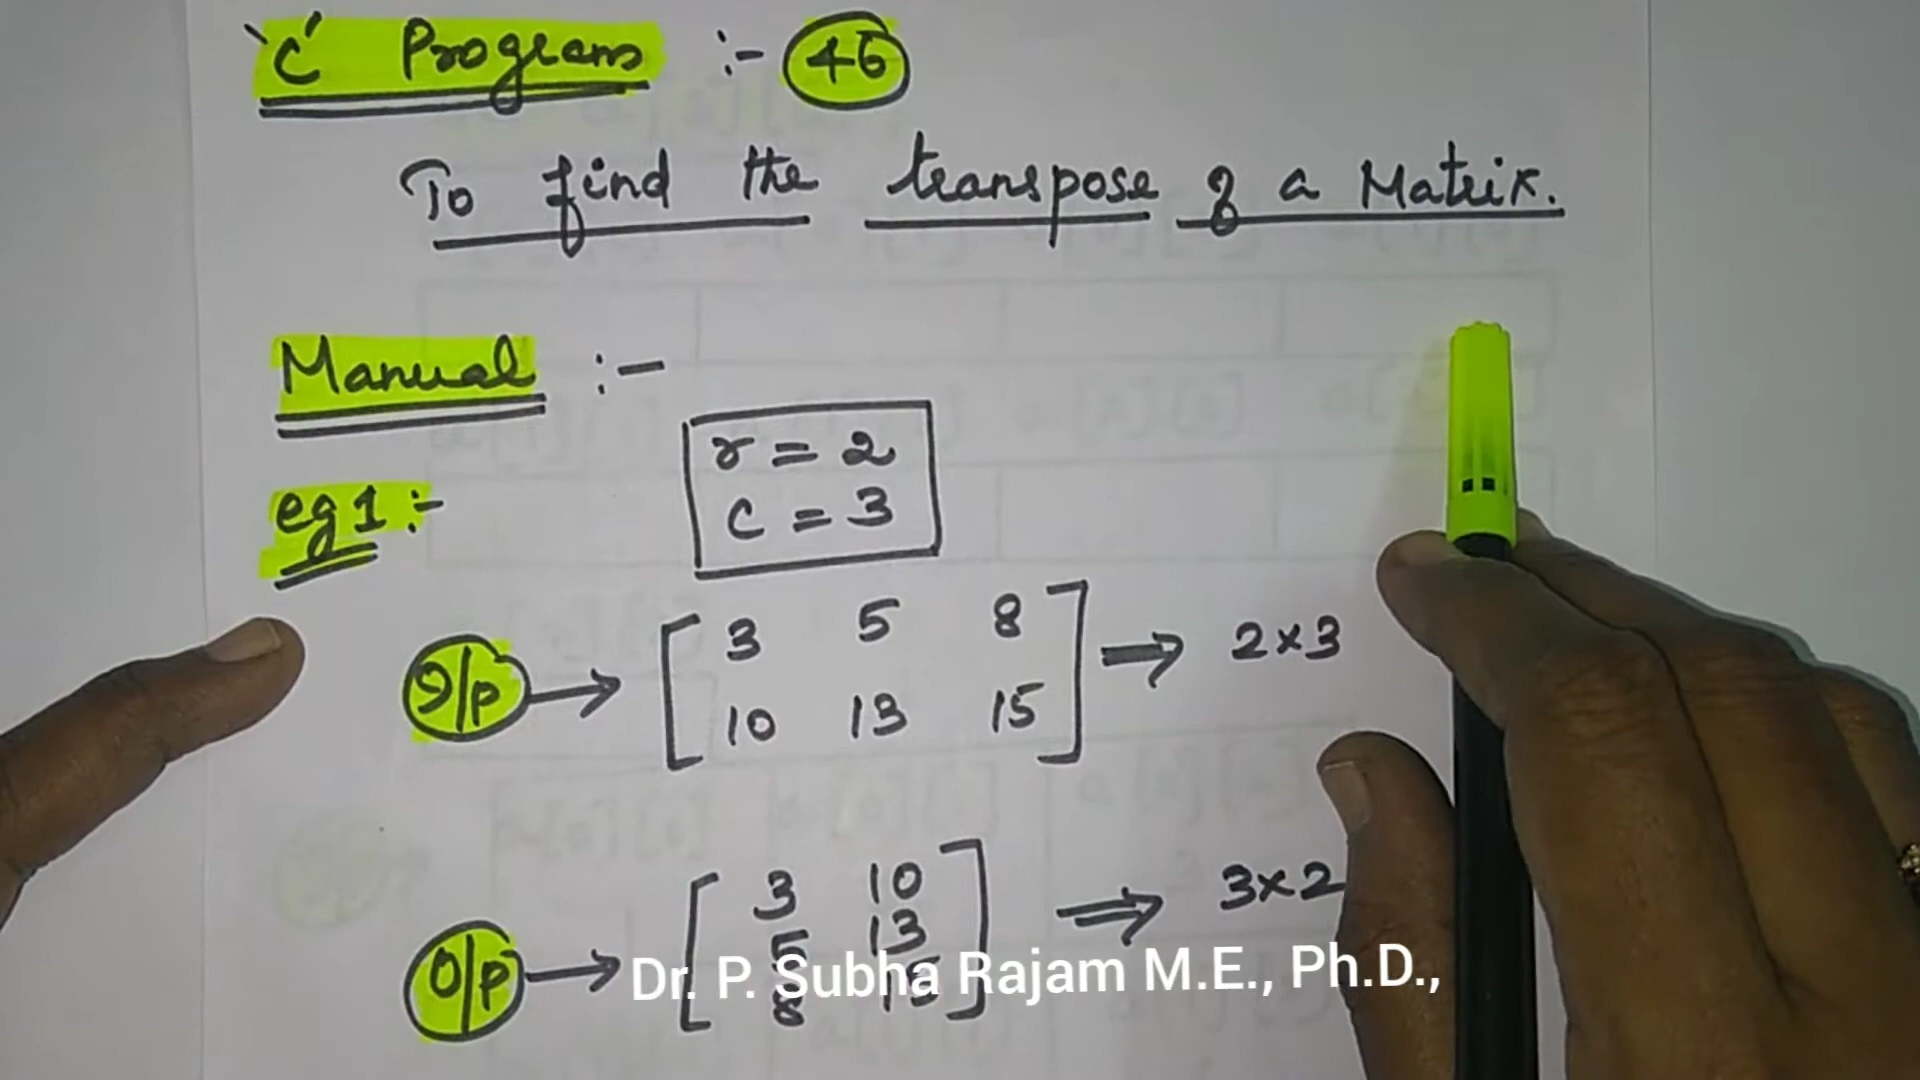 'C' Program :- 45
To find the transpose of a Matrix.
Manual :-
r = 2
c = 3
eg 1 :-
I/p → [ 3 5 8 ] → 2×3
10 13 15
O/p → [ 3 10 ] ⇒ 3×2
5 13
8 15
Dr. P. Subha Rajam M.E., Ph.D.,